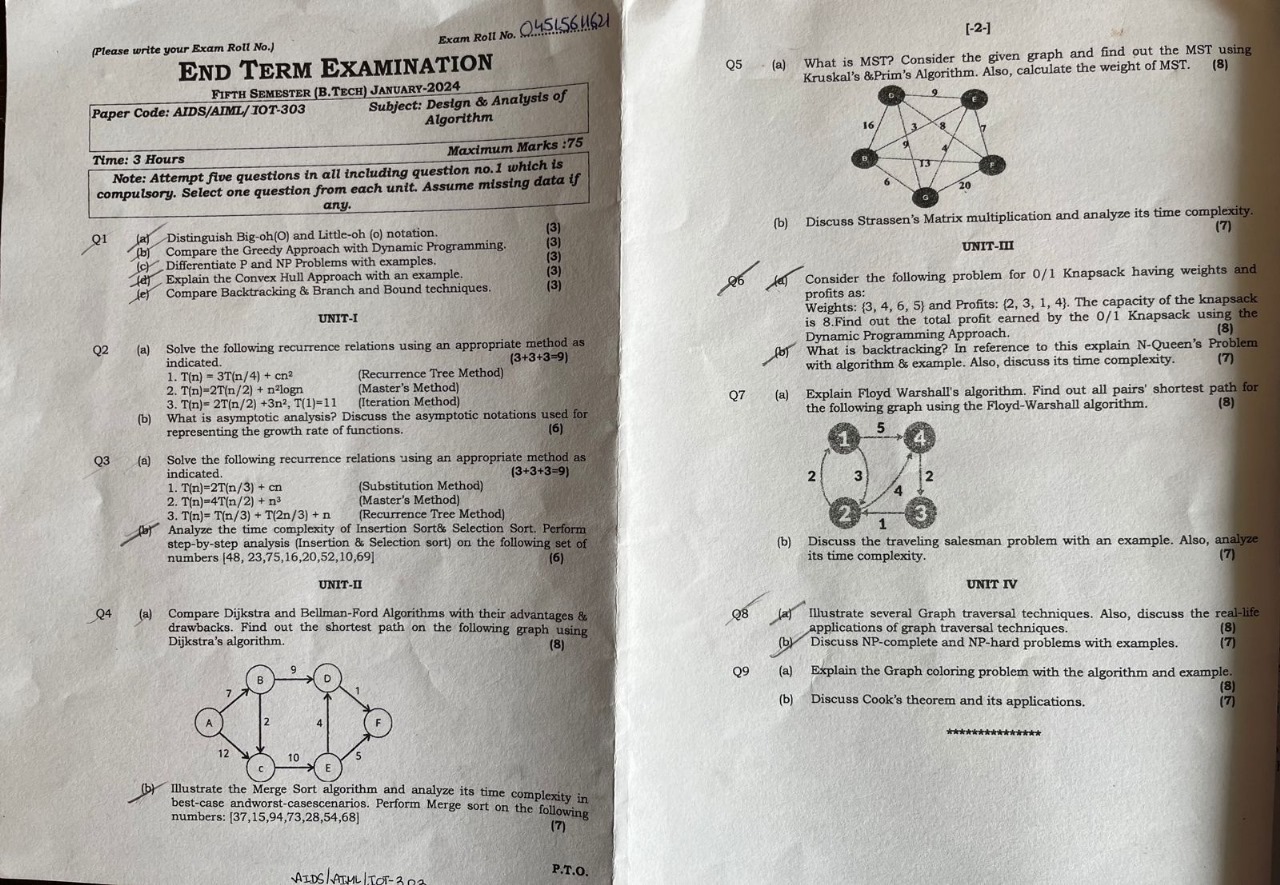 (Please write your Exam Roll No.)
Exam Roll No. 04515611621
END TERM EXAMINATION
FIFTH SEMESTER (B.TECH) JANUARY-2024
Paper Code: AIDS/AIML/IOT-303 Subject: Design & Analysis of
Algorithm
Time: 3 Hours Maximum Marks :75
Note: Attempt five questions in all including question no.1 which is
compulsory. Select one question from each unit. Assume missing data if
any.
Q1 (a) Distinguish Big-oh(O) and Little-oh (o) notation. (3)
(b) Compare the Greedy Approach with Dynamic Programming. (3)
(c) Differentiate P and NP Problems with examples. (3)
(d) Explain the Convex Hull Approach with an example. (3)
(e) Compare Backtracking & Branch and Bound techniques. (3)
UNIT-I
Q2 (a) Solve the following recurrence relations using an appropriate method as
indicated. (3+3+3=9)
1. T(n) = 3T(n/4) + cn² (Recurrence Tree Method)
2. T(n)=2T(n/2) + n²logn (Master's Method)
3. T(n)= 2T(n/2) +3n², T(1)=11 (Iteration Method)
(b) What is asymptotic analysis? Discuss the asymptotic notations used for
representing the growth rate of functions. (6)
Q3 (a) Solve the following recurrence relations using an appropriate method as
indicated. (3+3+3=9)
1. T(n)=2T(n/3) + cn (Substitution Method)
2. T(n)=4T(n/2) + n³ (Master's Method)
3. T(n)= T(n/3) + T(2n/3) + n (Recurrence Tree Method)
(b) Analyze the time complexity of Insertion Sort& Selection Sort. Perform
step-by-step analysis (Insertion & Selection sort) on the following set of
numbers [48, 23,75,16,20,52,10,69] (6)
UNIT-II
Q4 (a) Compare Dijkstra and Bellman-Ford Algorithms with their advantages &
drawbacks. Find out the shortest path on the following graph using
Dijkstra's algorithm. (8)
B 9 D
7 1
A 2 4 F
12 10 5
C E
(b) Illustrate the Merge Sort algorithm and analyze its time complexity in
best-case andworst-casescenarios. Perform Merge sort on the following
numbers: [37,15,94,73,28,54,68] (7)
P.T.O.
AIDS/AIML/IOT-303
[-2-]
Q5 (a) What is MST? Consider the given graph and find out the MST using
Kruskal's &Prim's Algorithm. Also, calculate the weight of MST. (8)
D 9 E
16 3 8 7
9 4
B 13 F
6 20
G
(b) Discuss Strassen's Matrix multiplication and analyze its time complexity.
(7)
UNIT-III
Q6 (a) Consider the following problem for 0/1 Knapsack having weights and
profits as:
Weights: {3, 4, 6, 5} and Profits: {2, 3, 1, 4}. The capacity of the knapsack
is 8.Find out the total profit earned by the 0/1 Knapsack using the
Dynamic Programming Approach. (8)
(b) What is backtracking? In reference to this explain N-Queen's Problem
with algorithm & example. Also, discuss its time complexity. (7)
Q7 (a) Explain Floyd Warshall's algorithm. Find out all pairs' shortest path for
the following graph using the Floyd-Warshall algorithm. (8)
1 5 4
2 3 4 2
2 1 3
(b) Discuss the traveling salesman problem with an example. Also, analyze
its time complexity. (7)
UNIT IV
Q8 (a) Illustrate several Graph traversal techniques. Also, discuss the real-life
applications of graph traversal techniques. (8)
(b) Discuss NP-complete and NP-hard problems with examples. (7)
Q9 (a) Explain the Graph coloring problem with the algorithm and example.
(8)
(b) Discuss Cook's theorem and its applications. (7)
***************